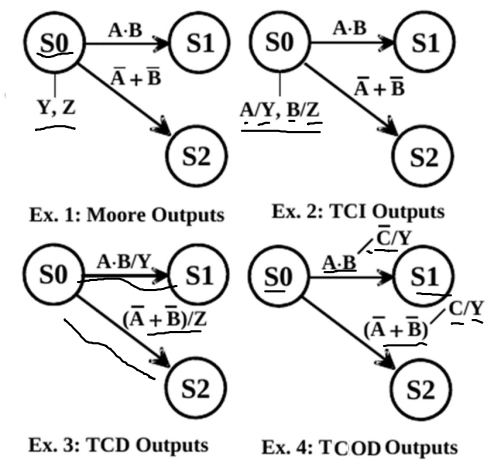 S0 A·B S1
A̅ + B̅
Y, Z
S2
Ex. 1: Moore Outputs
S0 A·B S1
A̅ + B̅
A/Y, B/Z
S2
Ex. 2: TCI Outputs
S0 A·B/Y S1
(A̅ + B̅)/Z
S2
Ex. 3: TCD Outputs
C̅/Y
S0 A·B S1
C/Y
(A̅ + B̅)
S2
Ex. 4: TCOD Outputs